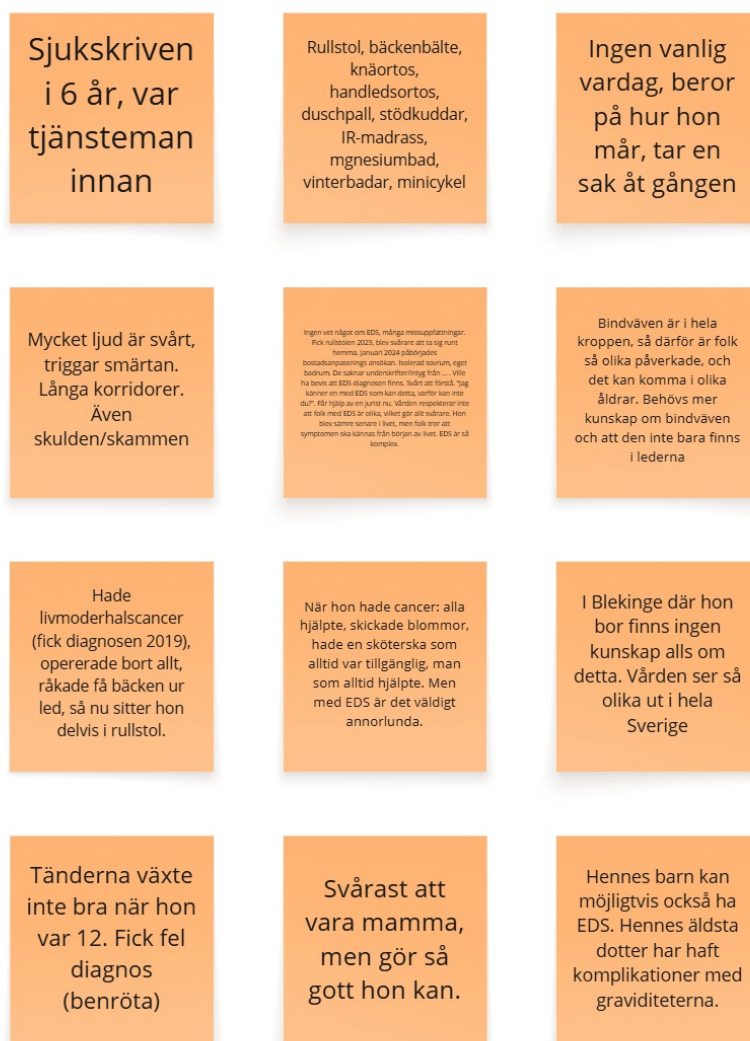 Sjukskriven
i 6 år, var
tjänsteman
innan
Rullstol, bäckenbälte,
knäortos,
handledsortos,
duschpall, stödkuddar,
IR-madrass,
mgnesiumbad,
vinterbadar, minicykel
Ingen vanlig
vardag, beror
på hur hon
mår, tar en
sak åt gången
Mycket ljud är svårt,
triggar smärtan.
Långa korridorer.
Även
skulden/skammen
Ingen vet något om EDS, många missuppfattningar.
Fick rullstolen 2023, blev svårare att ta sig runt
hemma. Januari 2024 påbörjades
bostadsanpassnings ansökan. Isolerad sovrum, eget
badrum. De saknar underskrifter/intyg från ... . Ville
ha bevis att EDS diagnosen finns. Svårt att förstå. "Jag
känner en med EDS som kan detta, varför kan inte
du?". Får hjälp av en jurist nu. Vården respekterar inte
att folk med EDS är olika, vilket gör allt svårare. Hon
blev sämre senare i livet, men folk tror att
symptomen ska kännas från början av livet. EDS är så
komplex.
Bindväven är i hela
kroppen, så därför är folk
så olika påverkade, och
det kan komma i olika
åldrar. Behövs mer
kunskap om bindväven
och att den inte bara finns
i lederna
Hade
livmoderhalscancer
(fick diagnosen 2019),
opererade bort allt,
råkade få bäcken ur
led, så nu sitter hon
delvis i rullstol.
När hon hade cancer: alla
hjälpte, skickade blommor,
hade en sköterska som
alltid var tillgänglig, man
som alltid hjälpte. Men
med EDS är det väldigt
annorlunda.
I Blekinge där hon
bor finns ingen
kunskap alls om
detta. Vården ser så
olika ut i hela
Sverige
Tänderna växte
inte bra när hon
var 12. Fick fel
diagnos
(benröta)
Svårast att
vara mamma,
men gör så
gott hon kan.
Hennes barn kan
möjligtvis också ha
EDS. Hennes äldsta
dotter har haft
komplikationer med
graviditeterna.